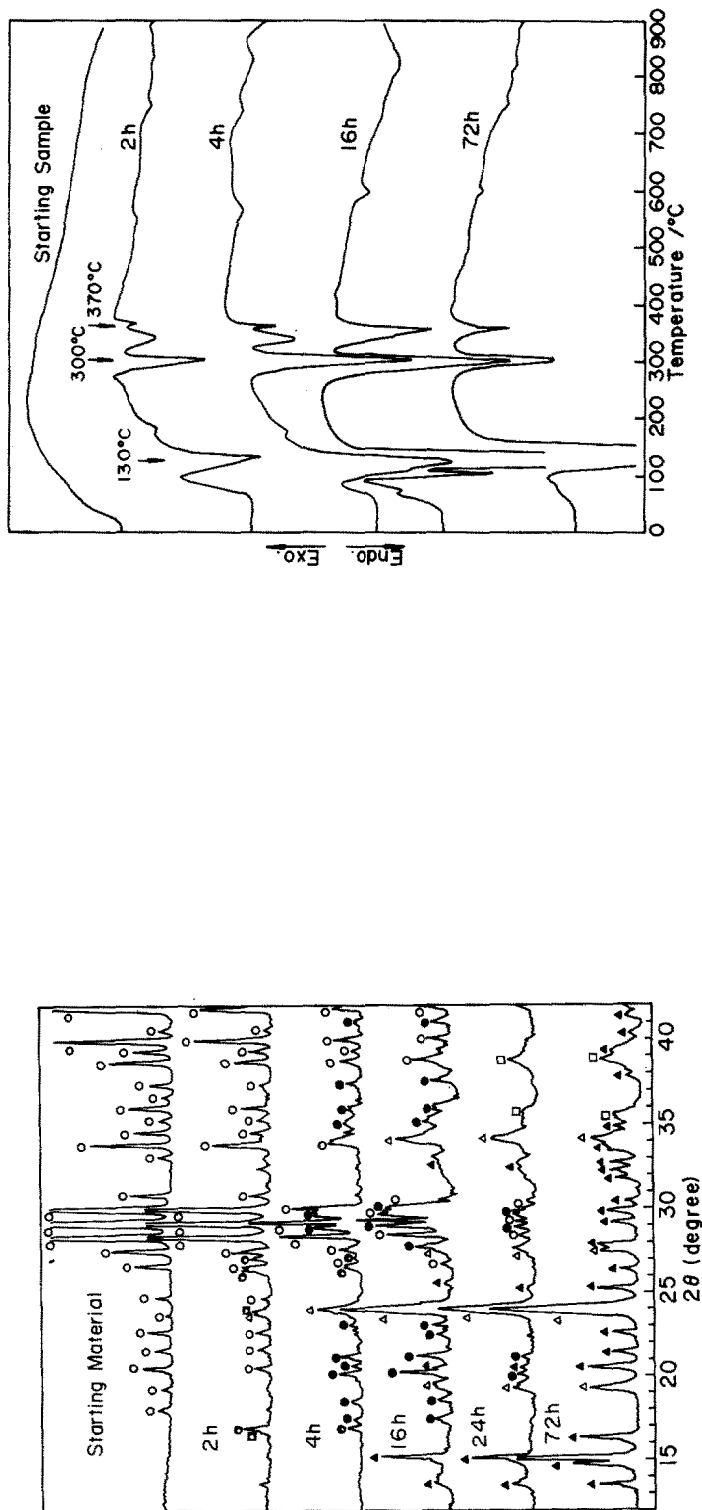 Starting Sample
2h
4h
16h
72h
130°C
300°C
370°C
Exo.
Endo.
0 100 200 300 400 500 600 700 800 900
Temperature /°C
Starting Material
2h
4h
16h
24h
72h
15 20 25 30 35 40
2θ (degree)